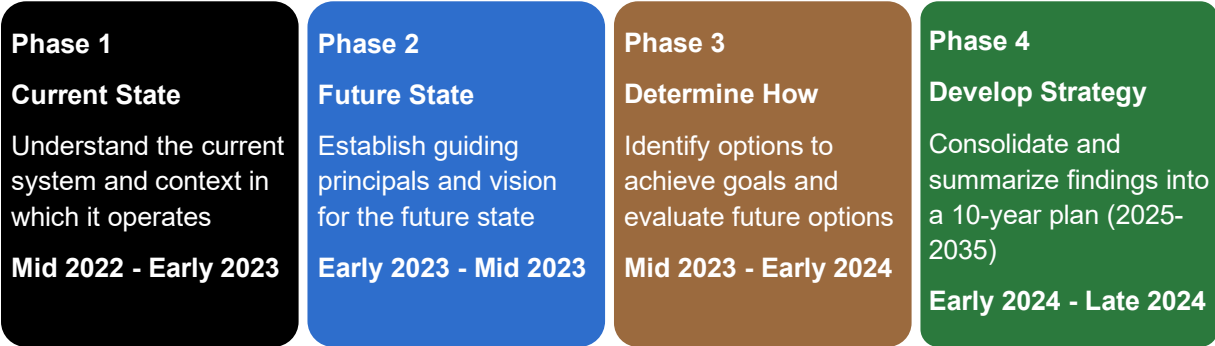 Phase 1
Current State
Understand the current
system and context in
which it operates
Mid 2022 - Early 2023
Phase 2
Future State
Establish guiding
principals and vision
for the future state
Early 2023 - Mid 2023
Phase 3
Determine How
Identify options to
achieve goals and
evaluate future options
Mid 2023 - Early 2024
Phase 4
Develop Strategy
Consolidate and
summarize findings into
a 10-year plan (2025-
2035)
Early 2024 - Late 2024